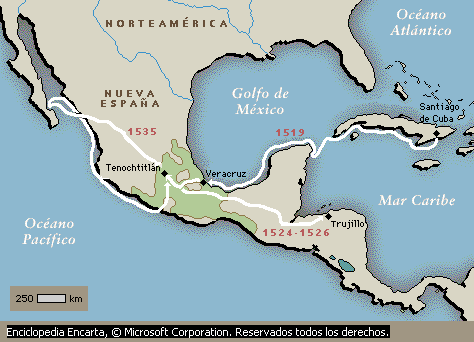 NORTEAMÉRICA
Océano
Atlántico
NUEVA
ESPAÑA
Golfo de
México
Santiago
de Cuba
1535
1519
Tenochtitlán
Veracruz
Mar Caribe
Océano
Pacífico
Trujillo
1524-1526
250 km
Enciclopedia Encarta, © Microsoft Corporation. Reservados todos los derechos.